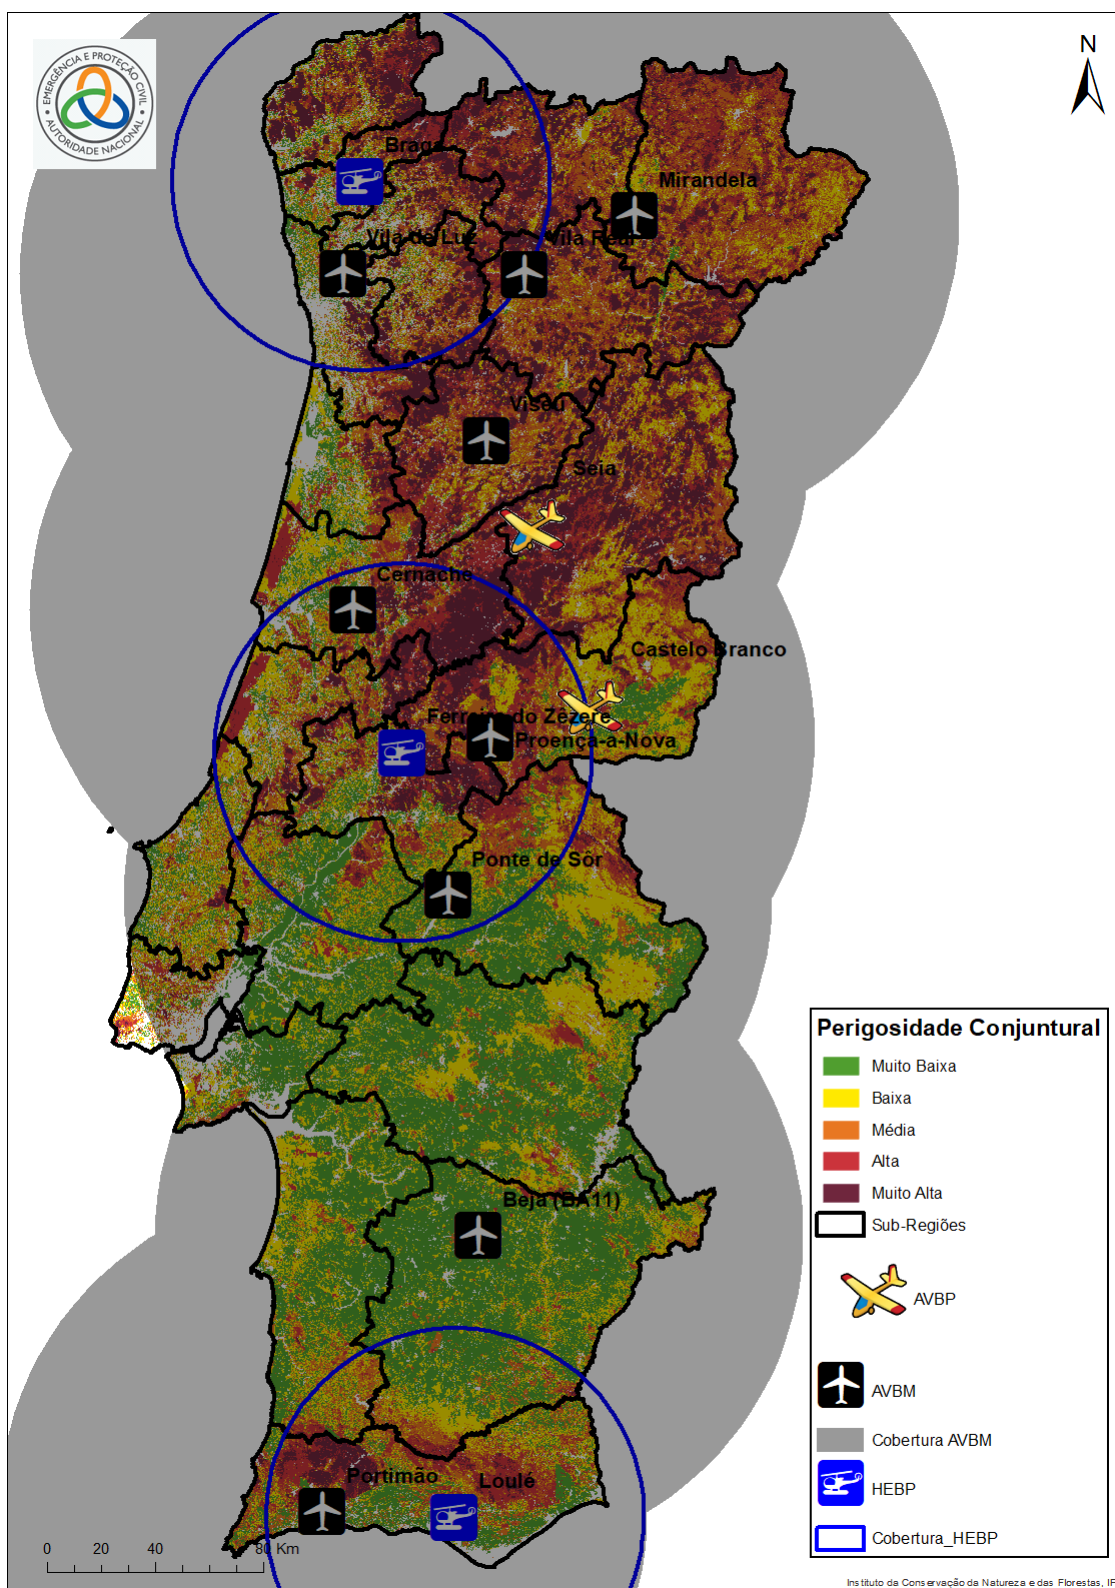 EMERGÊNCIA E PROTEÇÃO CIVIL
AUTORIDADE NACIONAL
N
Braga
Mirandela
Vila de Luz
Vila Real
Viseu
Seia
Cernache
Castelo Branco
Ferreira do Zêzere
Proença-a-Nova
Ponte de Sôr
Beja (BA11)
Portimão
Loulé
0 20 40 80 Km
Perigosidade Conjuntural
Muito Baixa
Baixa
Média
Alta
Muito Alta
Sub-Regiões
AVBP
AVBM
Cobertura AVBM
HEBP
Cobertura_HEBP
Instituto da Conservação da Natureza e das Florestas, IP